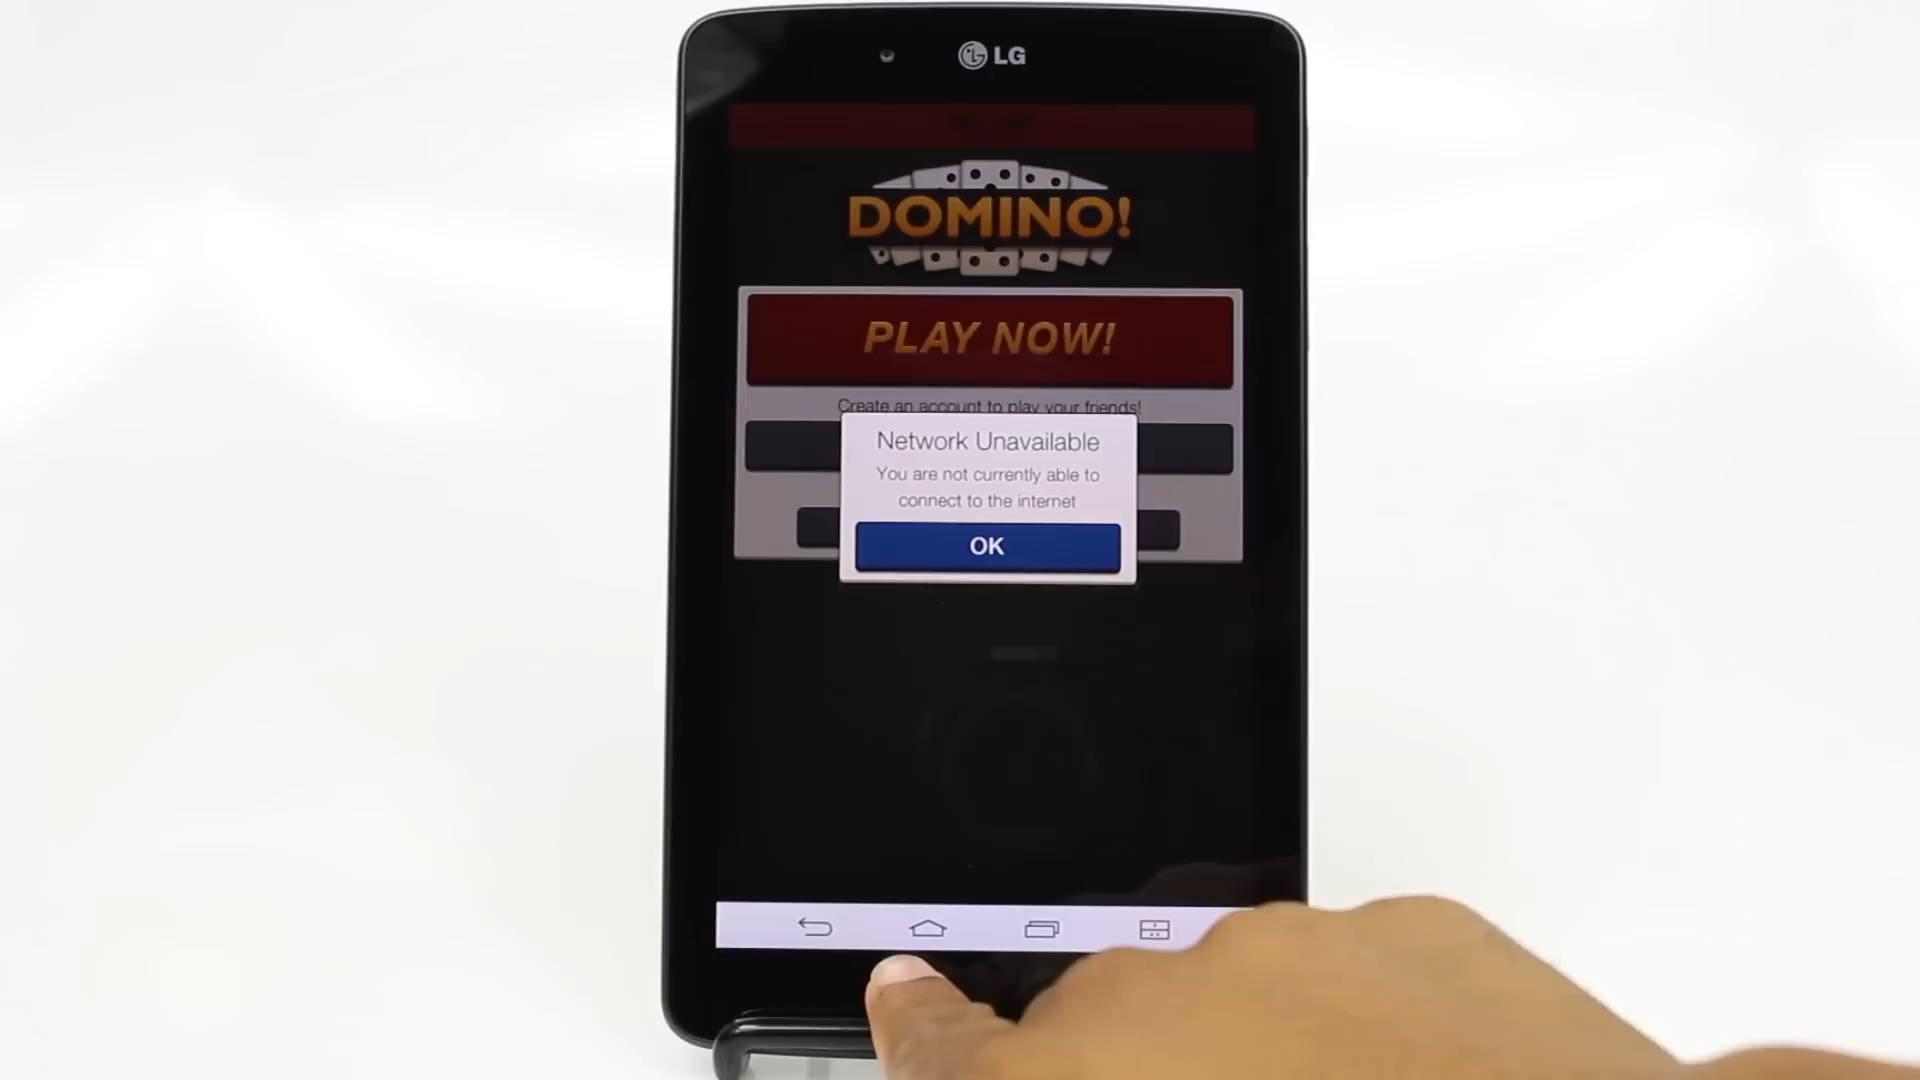 LG
DOMINO!
PLAY NOW!
Create an account to play your friends!
Network Unavailable
You are not currently able to
connect to the internet
OK